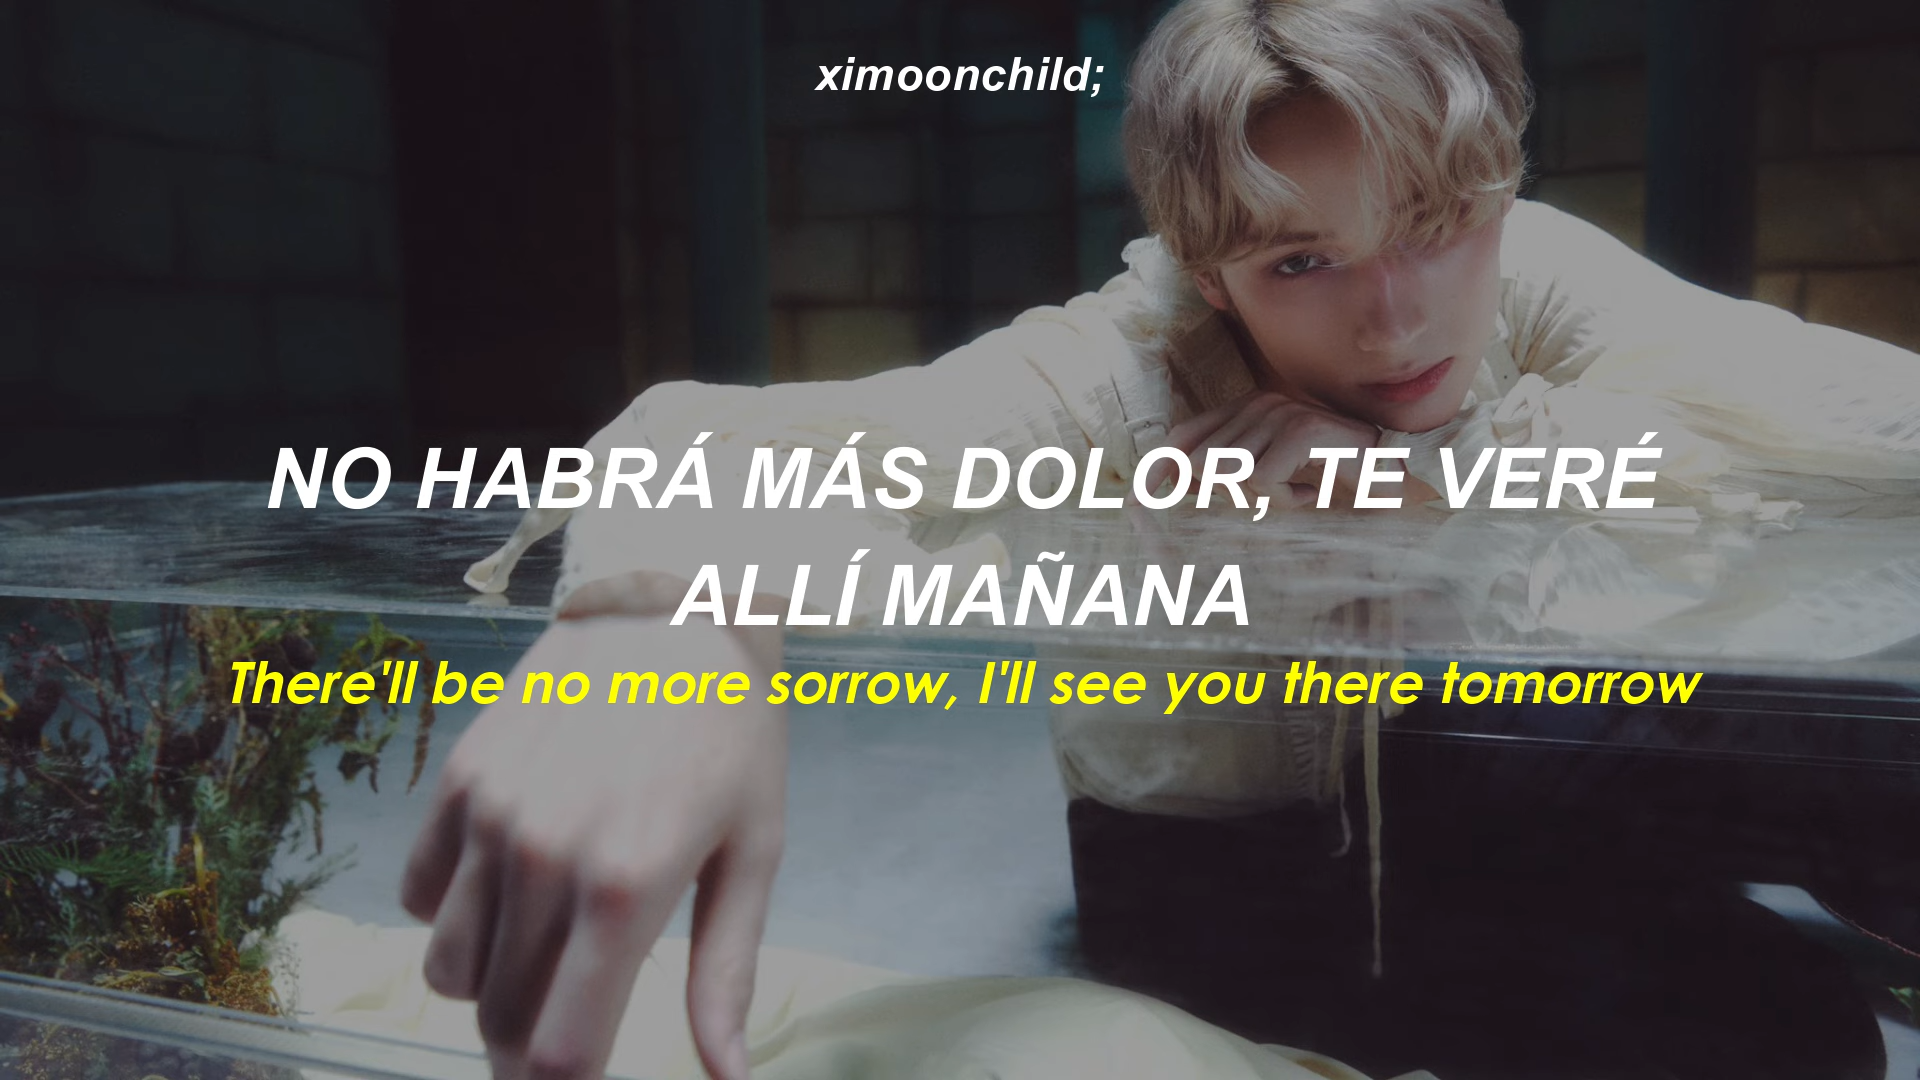 ximoonchild;
NO HABRÁ MÁS DOLOR, TE VERÉ
ALLÍ MAÑANA
There'll be no more sorrow, I'll see you there tomorrow